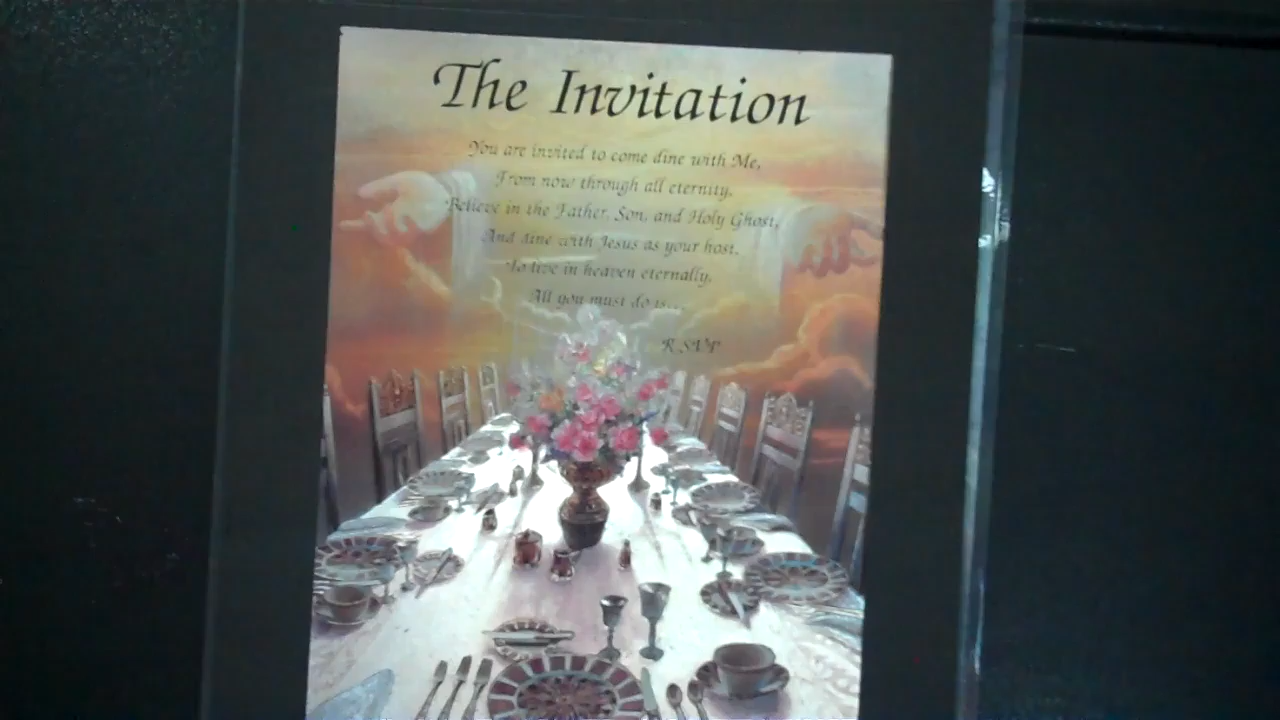 The Invitation
You are invited to come dine with Me,
From now through all eternity,
Believe in the Father, Son, and Holy Ghost,
And dine with Jesus as your host.
To live in heaven eternally,
All you must do is...
R.S.V.P